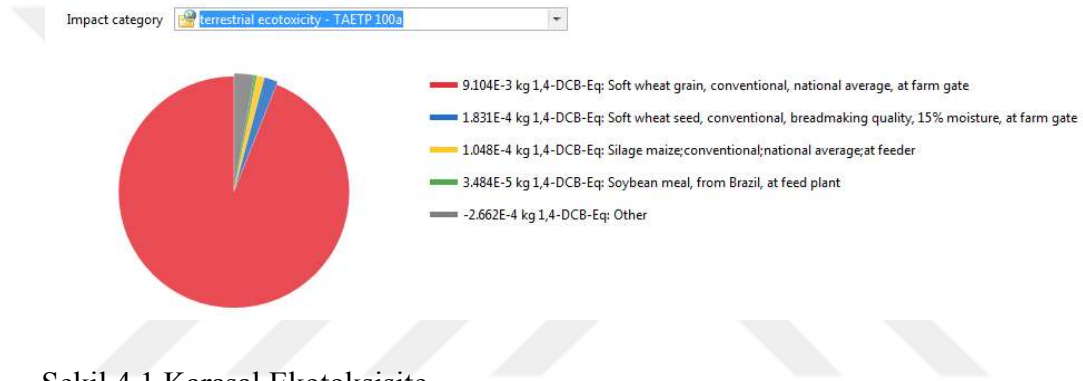 Impact category terrestrial ecotoxicity - TAETP 100a
9.104E-3 kg 1,4-DCB-Eq: Soft wheat grain, conventional, national average, at farm gate
1.831E-4 kg 1,4-DCB-Eq: Soft wheat seed, conventional, breadmaking quality, 15% moisture, at farm gate
1.048E-4 kg 1,4-DCB-Eq: Silage maize;conventional;national average;at feeder
3.484E-5 kg 1,4-DCB-Eq: Soybean meal, from Brazil, at feed plant
-2.662E-4 kg 1,4-DCB-Eq: Other
Şekil 4.1 Karasal Ekotoksisite